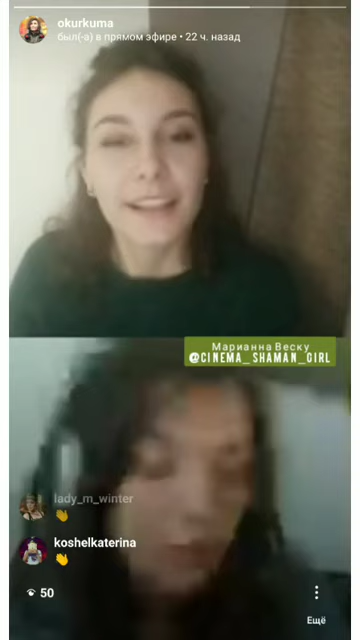 okurkuma
был(-а) в прямом эфире • 22 ч. назад
Марианна Веску
@CINEMA_SHAMAN_GIRL
lady_m_winter
👏
koshelkaterina
👏
50
Ещё